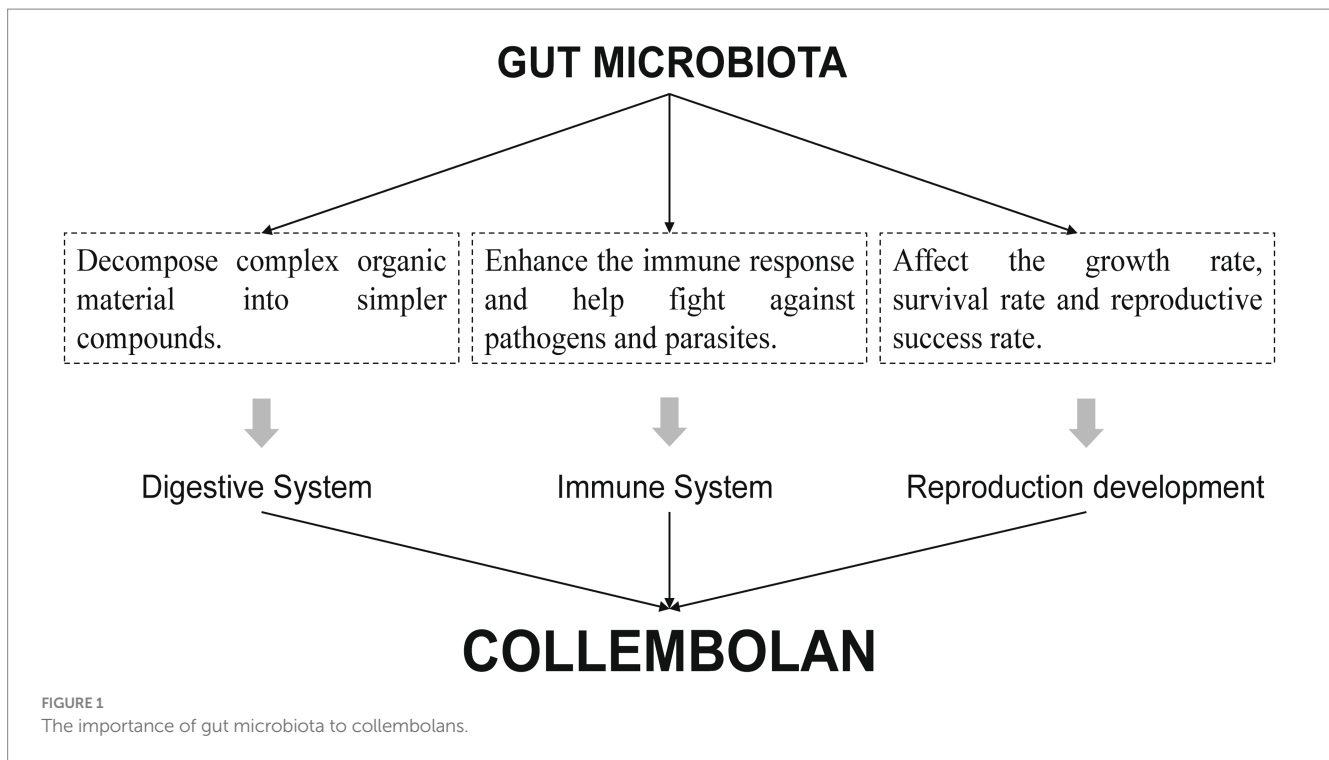 GUT MICROBIOTA
Decompose complex organic
material into simpler
compounds.
Enhance the immune response
and help fight against
pathogens and parasites.
Affect the growth rate,
survival rate and reproductive
success rate.
Digestive System
Immune System
Reproduction development
COLLEMBOLAN
FIGURE 1
The importance of gut microbiota to collembolans.